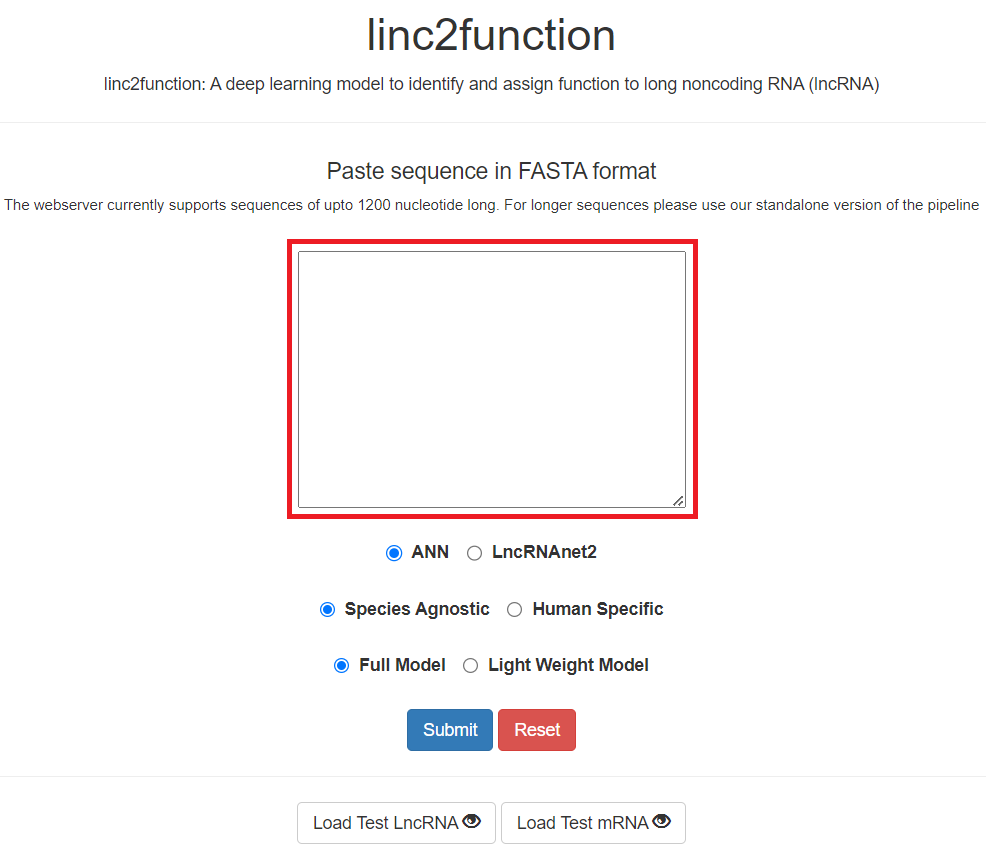 linc2function
linc2function: A deep learning model to identify and assign function to long noncoding RNA (lncRNA)
Paste sequence in FASTA format
The webserver currently supports sequences of upto 1200 nucleotide long. For longer sequences please use our standalone version of the pipeline
ANN LncRNAnet2
Species Agnostic Human Specific
Full Model Light Weight Model
Submit Reset
Load Test LncRNA Load Test mRNA